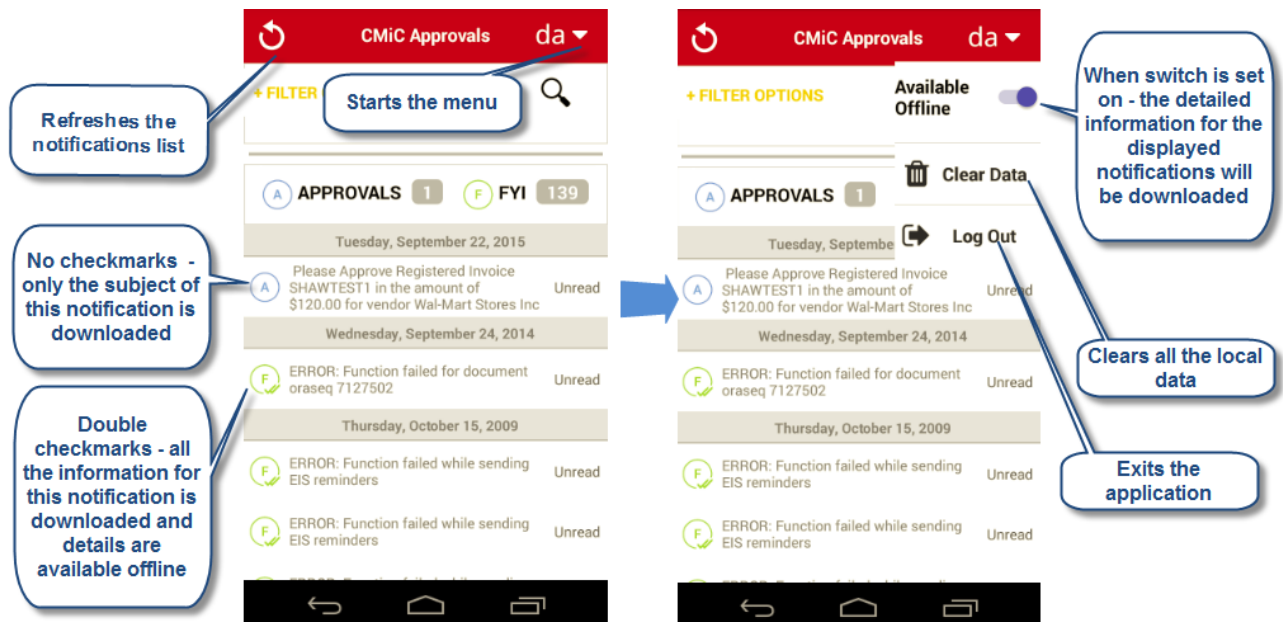 CMiC Approvals
da
+ FILTER
Starts the menu
Refreshes the
notifications list
A APPROVALS 1
F FYI 139
Tuesday, September 22, 2015
No checkmarks -
only the subject of
this notification is
downloaded
A
Please Approve Registered Invoice
SHAWTEST1 in the amount of
$120.00 for vendor Wal-Mart Stores Inc
Unread
Wednesday, September 24, 2014
F
ERROR: Function failed for document
oraseq 7127502
Unread
Double
checkmarks - all
the information for
this notification is
downloaded and
details are
available offline
Thursday, October 15, 2009
F
ERROR: Function failed while sending
EIS reminders
Unread
F
ERROR: Function failed while sending
EIS reminders
Unread
CMiC Approvals
da
+ FILTER OPTIONS
Available
Offline
When switch is set
on - the detailed
information for the
displayed
notifications will
be downloaded
Clear Data
A APPROVALS 1
Log Out
Tuesday, Septembe
A
Please Approve Registered Invoice
SHAWTEST1 in the amount of
$120.00 for vendor Wal-Mart Stores Inc
Unread
Wednesday, September 24, 2014
Clears all the local
data
F
ERROR: Function failed for document
oraseq 7127502
Unread
Thursday, October 15, 2009
F
ERROR: Function failed while sending
EIS reminders
Unread
Exits the
application
F
ERROR: Function failed while sending
EIS reminders
Unread